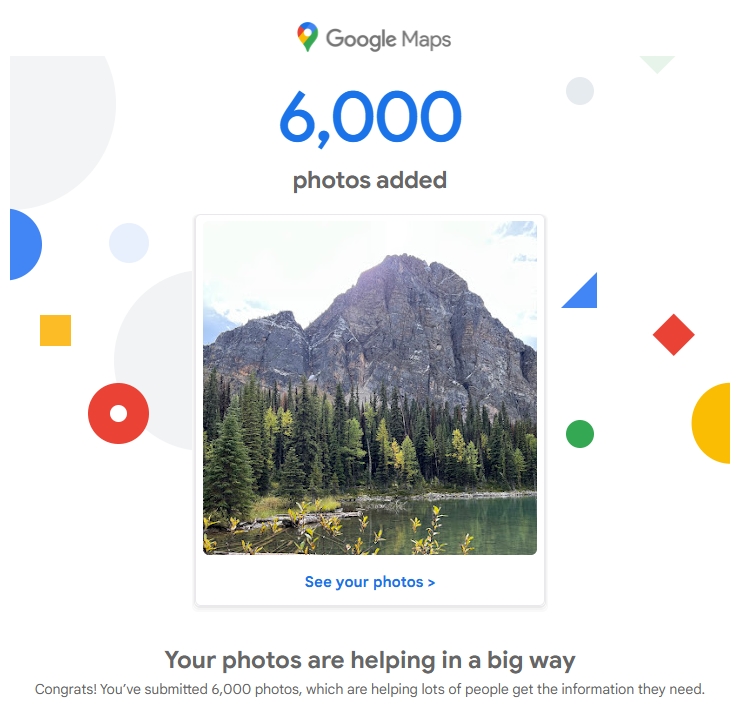 Google Maps
6,000
photos added
See your photos >
Your photos are helping in a big way
Congrats! You’ve submitted 6,000 photos, which are helping lots of people get the information they need.